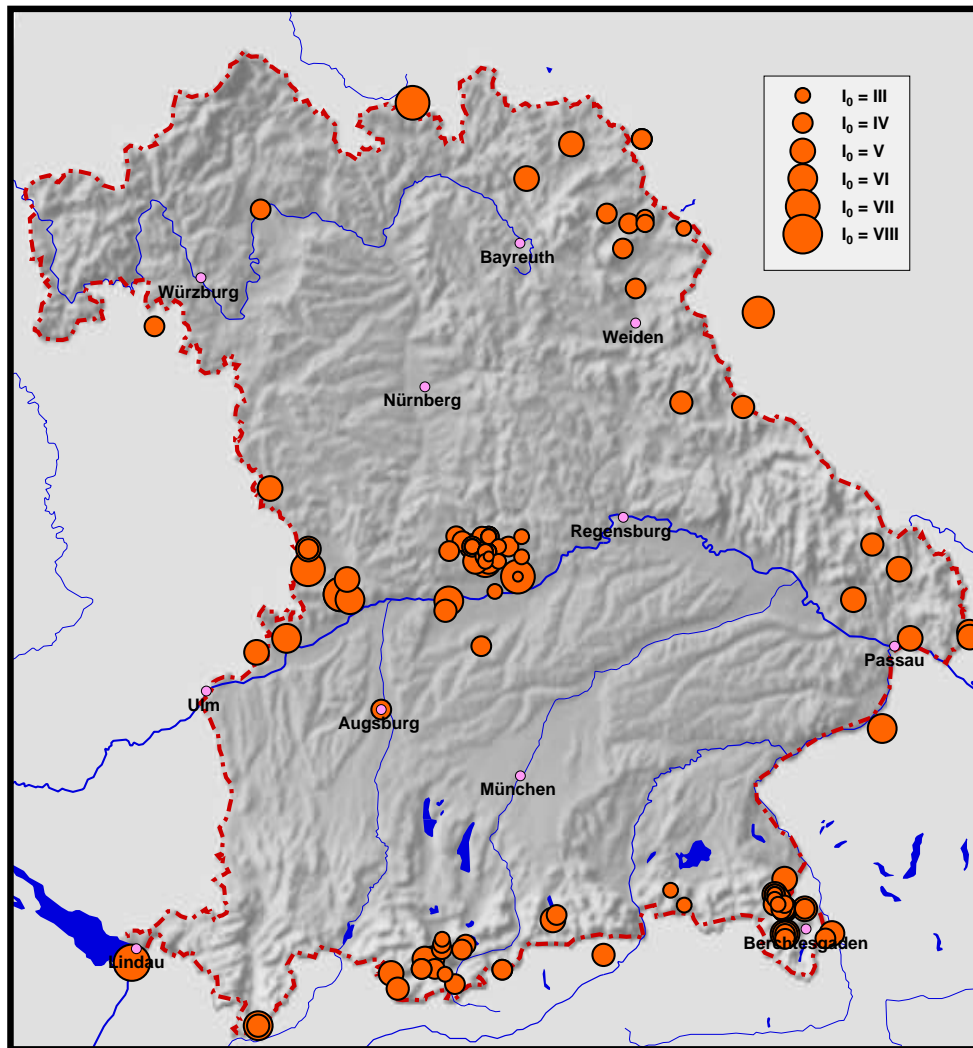 I₀ = III
I₀ = IV
I₀ = V
I₀ = VI
I₀ = VII
I₀ = VIII
Bayreuth
Würzburg
Weiden
Nürnberg
Regensburg
Passau
Ulm
Augsburg
München
Berchtesgaden
Lindau